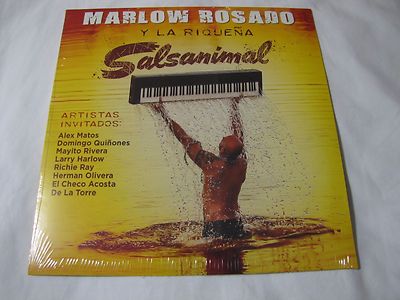 MARLOW ROSADO
Y LA RIQUEÑA
Salsanimal
ARTISTAS
INVITADOS:
Alex Matos
Domingo Quiñones
Mayito Rivera
Larry Harlow
Richie Ray
Herman Olivera
El Checo Acosta
De La Torre